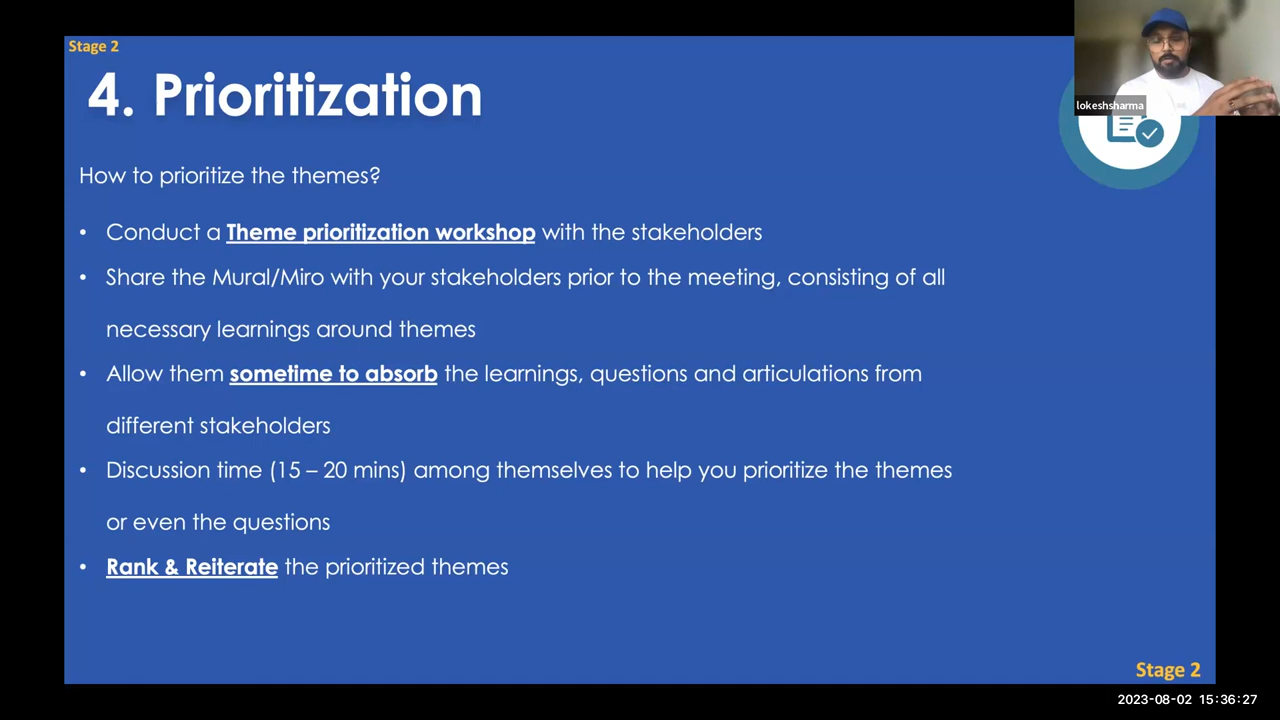 Stage 2
4. Prioritization
lokeshsharma
How to prioritize the themes?
• Conduct a Theme prioritization workshop with the stakeholders
• Share the Mural/Miro with your stakeholders prior to the meeting, consisting of all
necessary learnings around themes
• Allow them sometime to absorb the learnings, questions and articulations from
different stakeholders
• Discussion time (15 – 20 mins) among themselves to help you prioritize the themes
or even the questions
• Rank & Reiterate the prioritized themes
Stage 2
2023-08-02 15:36:27